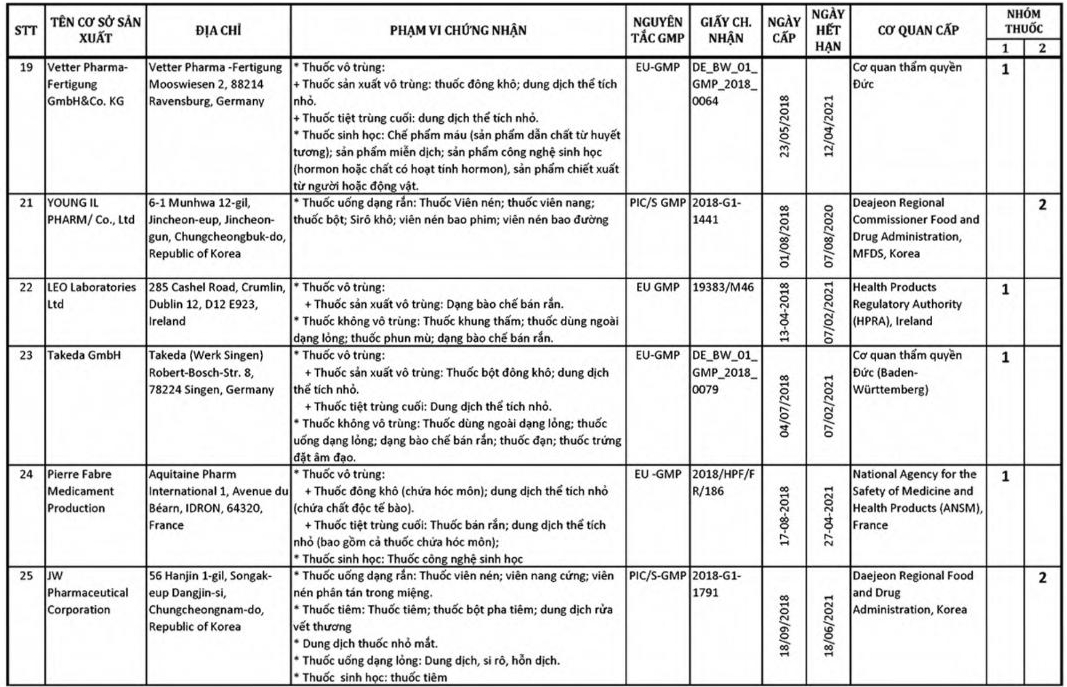 STT
TÊN CƠ SỞ SẢN
XUẤT
ĐỊA CHỈ
PHẠM VI CHỨNG NHẬN
NGUYÊN
TẮC GMP
GIẤY CH.
NHẬN
NGÀY
CẤP
NGÀY
HẾT
HẠN
CƠ QUAN CẤP
NHÓM
THUỐC
1
2
19
Vetter Pharma-
Fertigung
GmbH&Co. KG
Vetter Pharma -Fertigung
Mooswiesen 2, 88214
Ravensburg, Germany
* Thuốc vô trùng:
+ Thuốc sản xuất vô trùng: thuốc đông khô; dung dịch thể tích
nhỏ.
+ Thuốc tiệt trùng cuối: dung dịch thể tích nhỏ.
* Thuốc sinh học: Chế phẩm máu (sản phẩm dẫn chất từ huyết
tương); sản phẩm miễn dịch; sản phẩm công nghệ sinh học
(hormon hoặc chất có hoạt tính hormon), sản phẩm chiết xuất
từ người hoặc động vật.
EU-GMP
DE_BW_01_
GMP_2018_
0064
23/05/2018
12/04/2021
Cơ quan thẩm quyền
Đức
1
21
YOUNG IL
PHARM/ Co., Ltd
6-1 Munhwa 12-gil,
Jincheon-eup, Jincheon-
gun, Chungcheongbuk-do,
Republic of Korea
* Thuốc uống dạng rắn: Thuốc Viên nén; thuốc viên nang;
thuốc bột; Sirô khô; viên nén bao phim; viên nén bao đường
PIC/S GMP
2018-G1-
1441
01/08/2018
07/08/2020
Deajeon Regional
Commissioner Food and
Drug Administration,
MFDS, Korea
2
22
LEO Laboratories
Ltd
285 Cashel Road, Crumlin,
Dublin 12, D12 E923,
Ireland
* Thuốc vô trùng:
+ Thuốc sản xuất vô trùng: Dạng bào chế bán rắn.
* Thuốc không vô trùng: Thuốc khung thấm; thuốc dùng ngoài
dạng lỏng; thuốc phun mù; dạng bào chế bán rắn.
EU GMP
19383/M46
13-04-2018
07/02/2021
Health Products
Regulatory Authority
(HPRA), Ireland
1
23
Takeda GmbH
Takeda (Werk Singen)
Robert-Bosch-Str. 8,
78224 Singen, Germany
* Thuốc vô trùng:
+ Thuốc sản xuất vô trùng: Thuốc bột đông khô; dung dịch
thể tích nhỏ.
+ Thuốc tiệt trùng cuối: Dung dịch thể tích nhỏ.
* Thuốc không vô trùng: Thuốc dùng ngoài dạng lỏng; thuốc
uống dạng lỏng; dạng bào chế bán rắn; thuốc đạn; thuốc trứng
đặt âm đạo.
EU-GMP
DE_BW_01_
GMP_2018_
0079
04/07/2018
07/02/2021
Cơ quan thẩm quyền
Đức (Baden-
Württemberg)
1
24
Pierre Fabre
Medicament
Production
Aquitaine Pharm
International 1, Avenue du
Béarn, IDRON, 64320,
France
* Thuốc vô trùng:
+ Thuốc đông khô (chứa hóc môn); dung dịch thể tích nhỏ
(chứa chất độc tế bào).
+ Thuốc tiệt trùng cuối: Thuốc bán rắn; dung dịch thể tích
nhỏ (bao gồm cả thuốc chứa hóc môn);
* Thuốc sinh học: Thuốc công nghệ sinh học
EU -GMP
2018/HPF/F
R/186
17-08-2018
27-04-2021
National Agency for the
Safety of Medicine and
Health Products (ANSM),
France
1
25
JW
Pharmaceutical
Corporation
56 Hanjin 1-gil, Songak-
eup Dangjin-si,
Chungcheongnam-do,
Republic of Korea
* Thuốc uống dạng rắn: Thuốc viên nén; viên nang cứng; viên
nén phân tán trong miệng.
* Thuốc tiêm: Thuốc tiêm; thuốc bột pha tiêm; dung dịch rửa
vết thương
* Dung dịch thuốc nhỏ mắt.
* Thuốc uống dạng lỏng: Dung dịch, si rô, hỗn dịch.
* Thuốc sinh học: thuốc tiêm
PIC/S-GMP
2018-G1-
1791
18/09/2018
18/06/2021
Daejeon Regional Food
and Drug
Administration, Korea
2